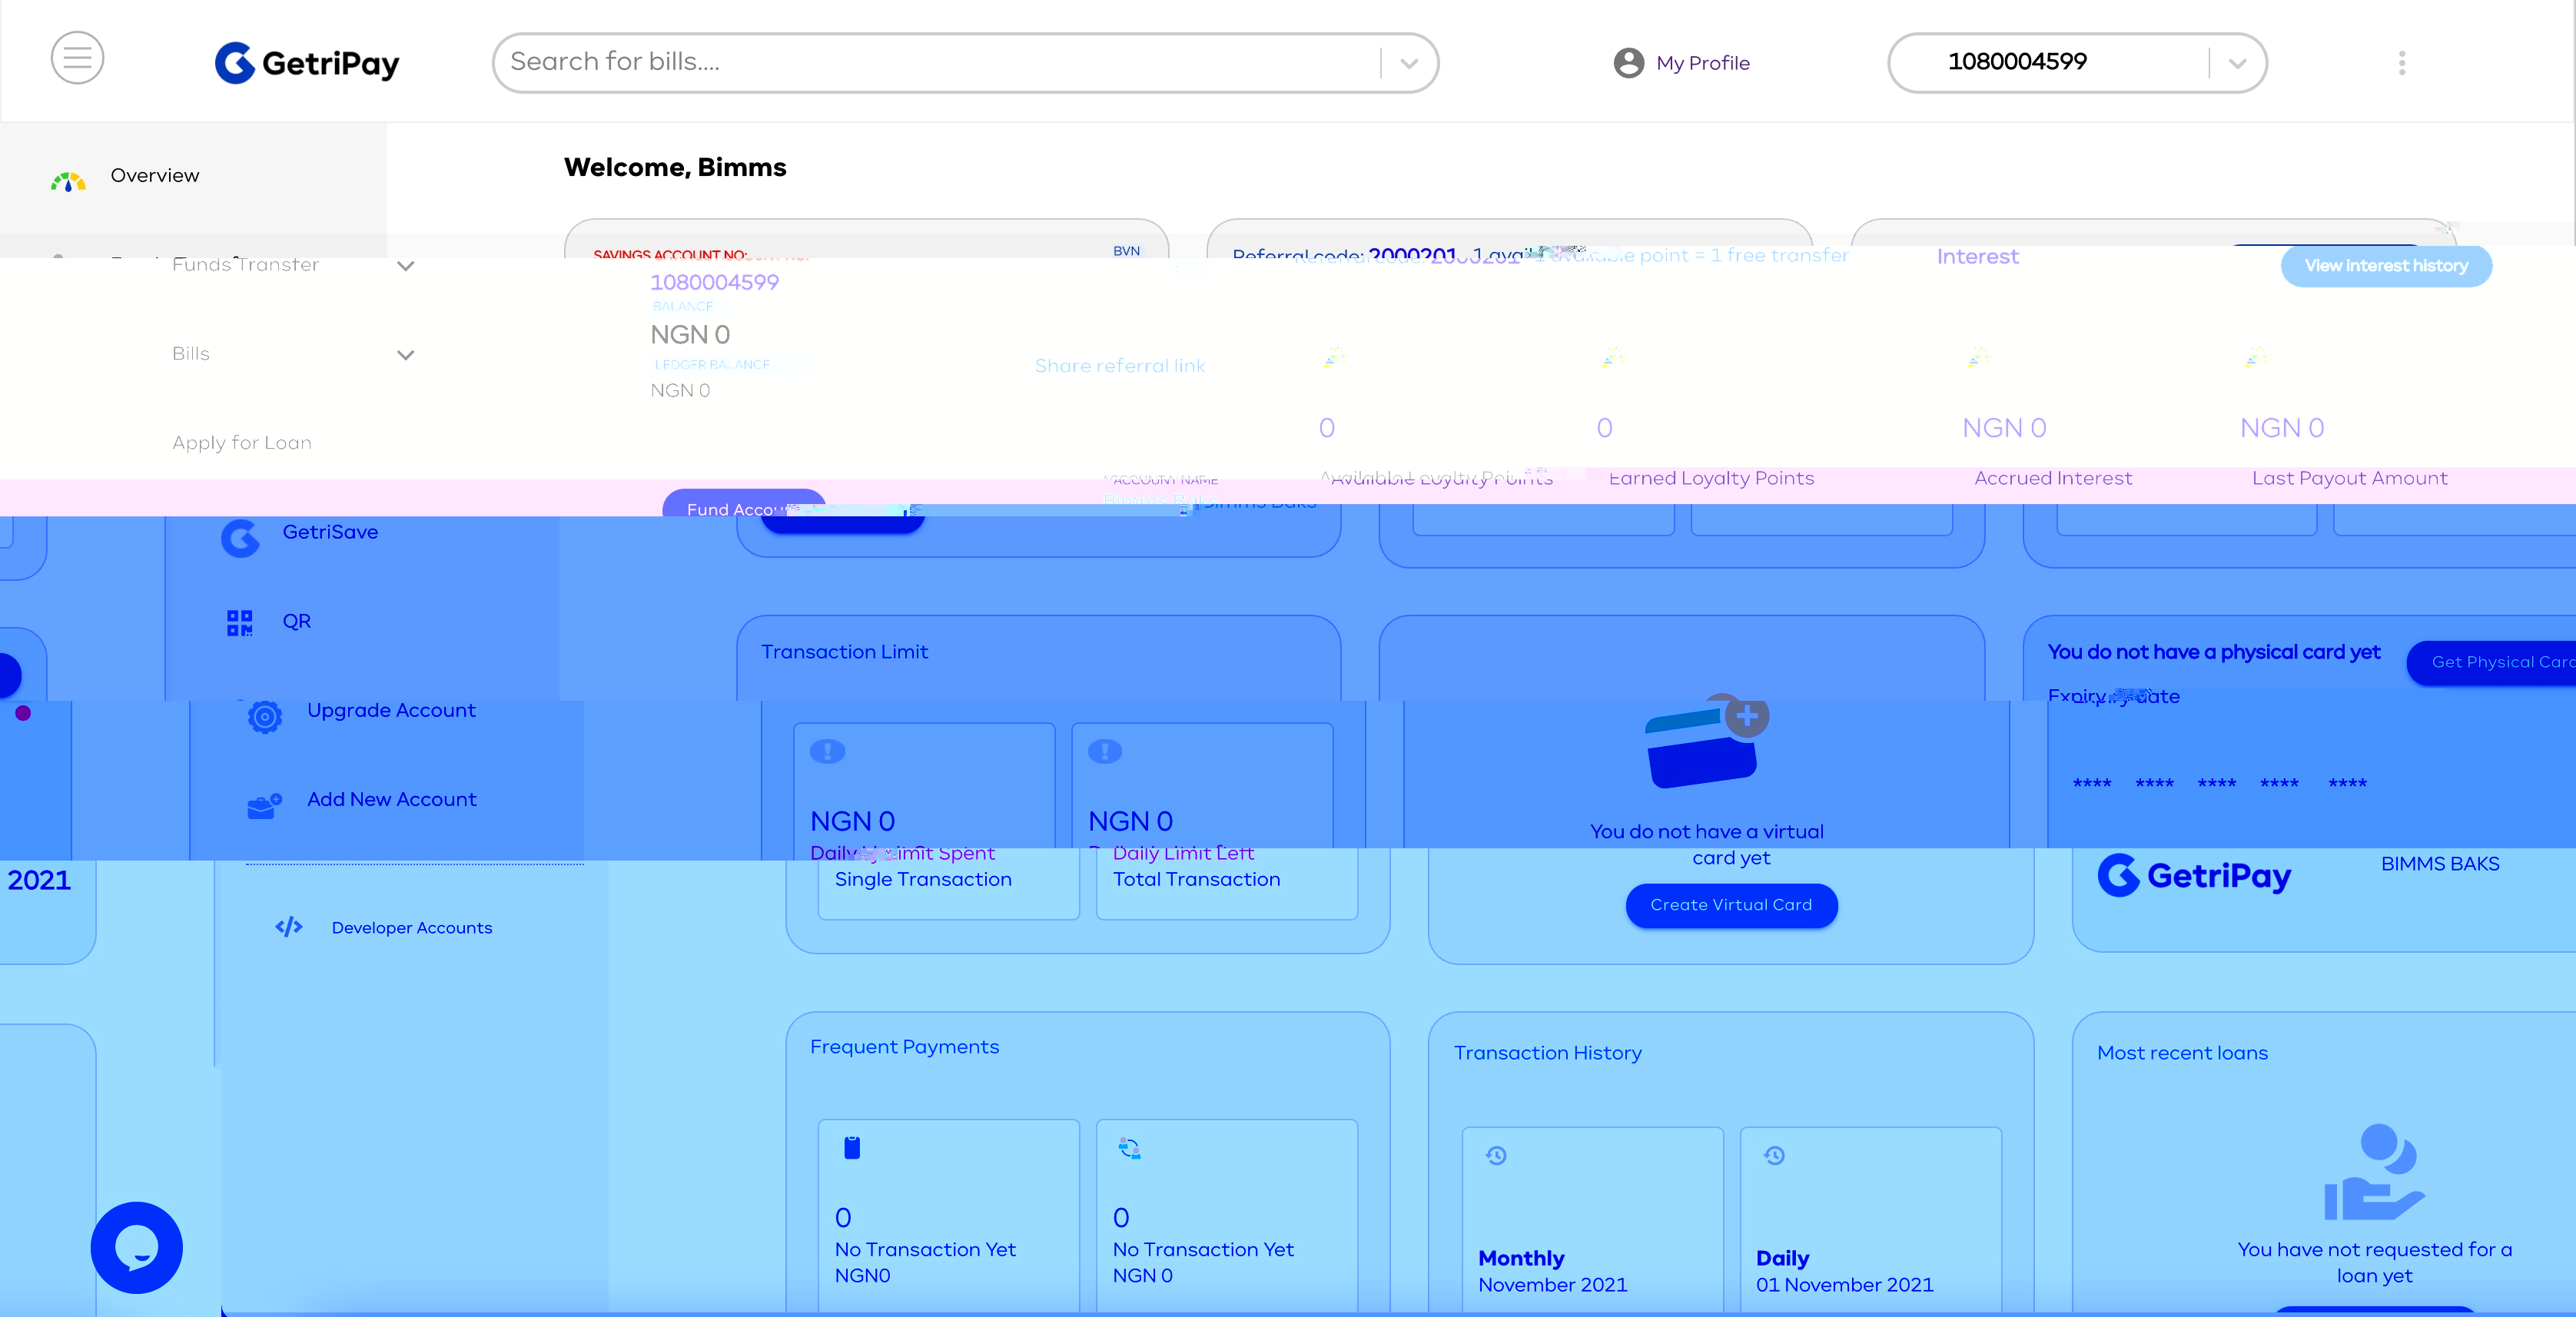 GetriPay
Search for bills....
My Profile
1080004599
Overview
Welcome, Bimms
SAVINGS ACCOUNT NO:
BVN
Referral code: 2000201
point = 1 free transfer
Interest
View interest history
Funds Transfer
1080004599
BALANCE
NGN 0
LEDGER BALANCE
NGN 0
Share referral link
Bills
0
0
NGN 0
NGN 0
Apply for Loan
ACCOUNT NAME
Available Loyalty Points
Earned Loyalty Points
Accrued Interest
Last Payout Amount
Fund Accou
Bimms Baks
GetriSave
QR
Transaction Limit
You do not have a physical card yet
Get Physical Card
Expiry date
Upgrade Account
Add New Account
**** **** **** **** ****
NGN 0
NGN 0
You do not have a virtual
card yet
Daily Limit Spent
Daily Limit Left
Single Transaction
Total Transaction
2021
GetriPay
BIMMS BAKS
Create Virtual Card
Developer Accounts
Frequent Payments
Transaction History
Most recent loans
0
0
No Transaction Yet
No Transaction Yet
NGN0
NGN 0
Monthly
Daily
November 2021
01 November 2021
You have not requested for a
loan yet